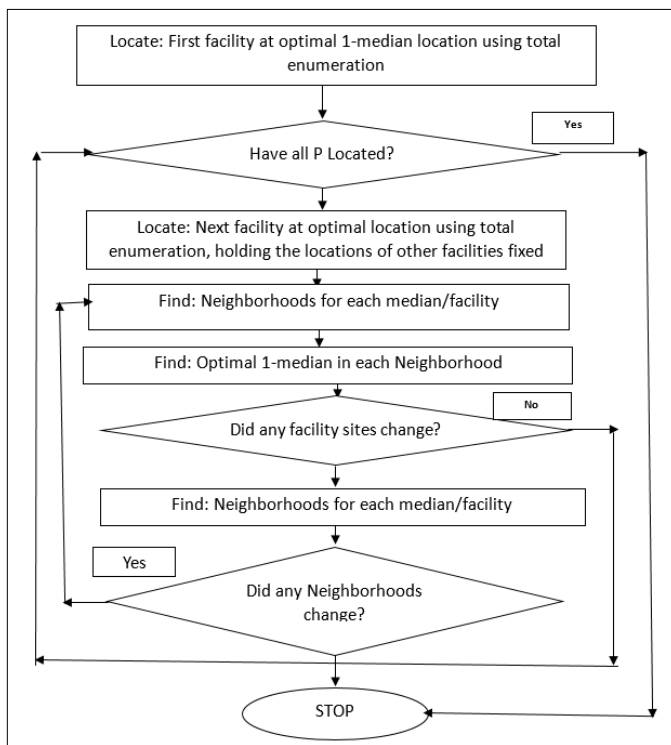 Locate: First facility at optimal 1-median location using total
enumeration
Yes
Have all P Located?
Locate: Next facility at optimal location using total
enumeration, holding the locations of other facilities fixed
Find: Neighborhoods for each median/facility
Find: Optimal 1-median in each Neighborhood
No
Did any facility sites change?
Find: Neighborhoods for each median/facility
Yes
Did any Neighborhoods
change?
STOP